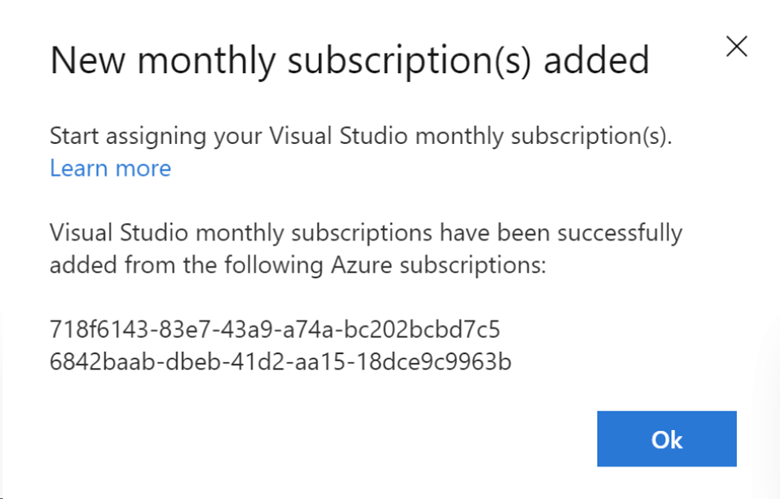 New monthly subscription(s) added
Start assigning your Visual Studio monthly subscription(s).
Learn more
Visual Studio monthly subscriptions have been successfully
added from the following Azure subscriptions:
718f6143-83e7-43a9-a74a-bc202bcbd7c5
6842baab-dbeb-41d2-aa15-18dce9c9963b
Ok